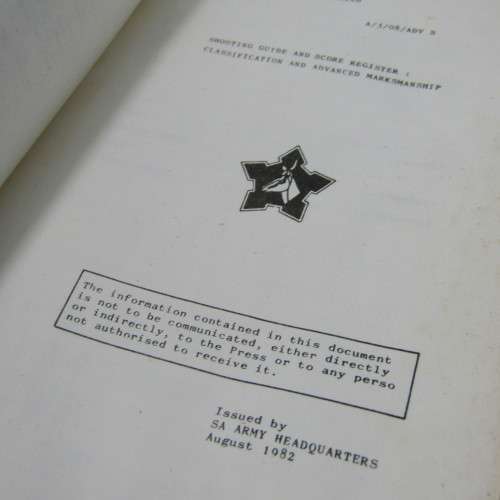 A/1/OS/ADV 5
SHOOTING GUIDE AND SCORE REGISTER :
CLASSIFICATION AND ADVANCED MARKSMANSHIP
The information contained in this document
is not to be communicated, either directly
or indirectly, to the Press or to any perso
not authorised to receive it.
Issued by
SA ARMY HEADQUARTERS
August 1982